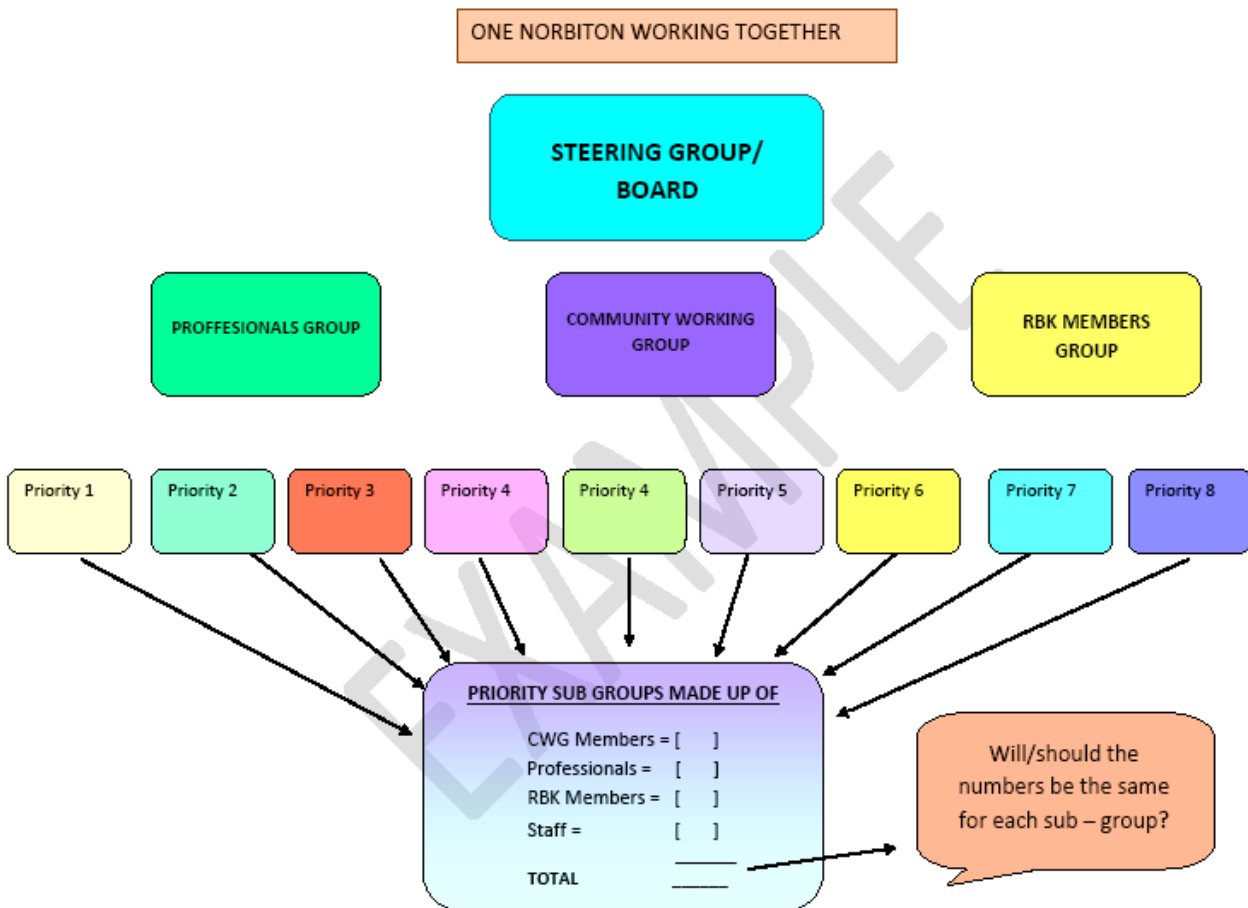 ONE NORBITON WORKING TOGETHER
STEERING GROUP/
BOARD
PROFFESIONALS GROUP
COMMUNITY WORKING
GROUP
RBK MEMBERS
GROUP
Priority 1
Priority 2
Priority 3
Priority 4
Priority 4
Priority 5
Priority 6
Priority 7
Priority 8
EXAMPLE
PRIORITY SUB GROUPS MADE UP OF
CWG Members = [ ]
Professionals = [ ]
RBK Members = [ ]
Staff = [ ]
TOTAL ______
Will/should the
numbers be the same
for each sub – group?